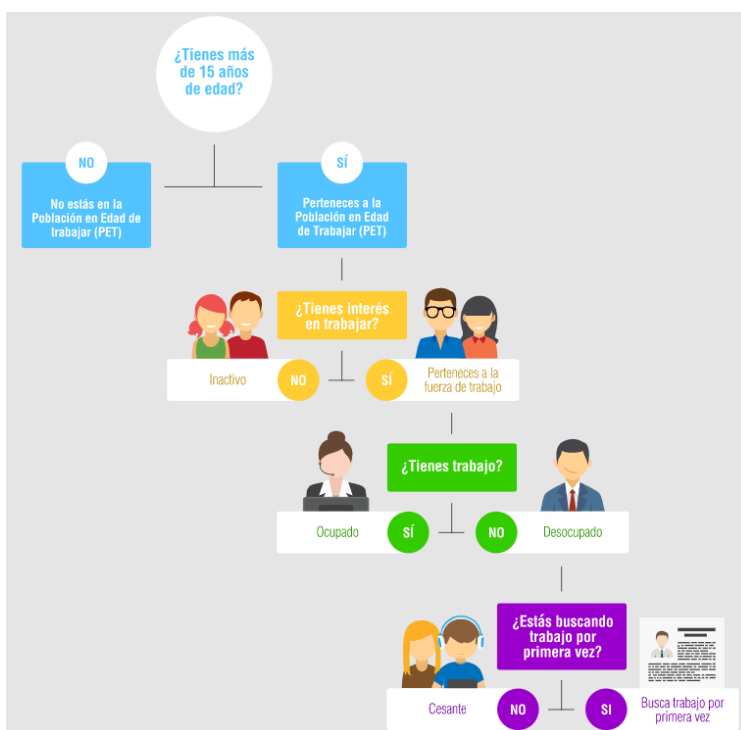 ¿Tienes más
de 15 años
de edad?
NO
SÍ
No estás en la
Población en Edad de
trabajar (PET)
Perteneces a la
Población en Edad
de Trabajar (PET)
¿Tienes interés
en trabajar?
Inactivo
NO
SÍ
Perteneces a la
fuerza de trabajo
¿Tienes trabajo?
Ocupado
SÍ
NO
Desocupado
¿Estás buscando
trabajo por
primera vez?
Cesante
NO
SI
Busca trabajo por
primera vez